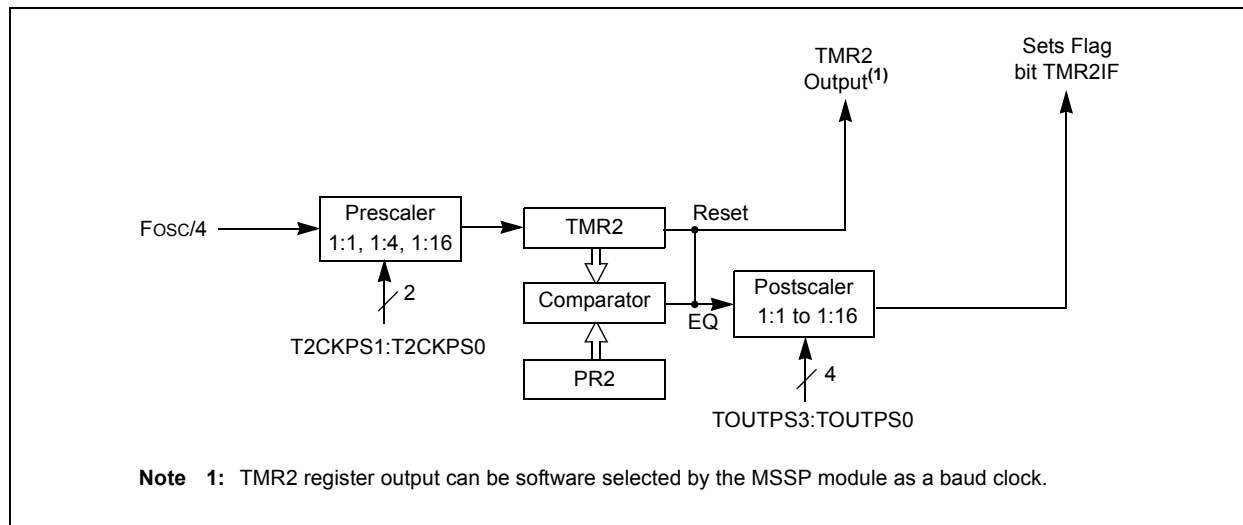 TMR2
Output(1)
Sets Flag
bit TMR2IF
Fosc/4
Prescaler
1:1, 1:4, 1:16
2
T2CKPS1:T2CKPS0
TMR2
Reset
Comparator
EQ
PR2
Postscaler
1:1 to 1:16
4
TOUTPS3:TOUTPS0
Note 1: TMR2 register output can be software selected by the MSSP module as a baud clock.